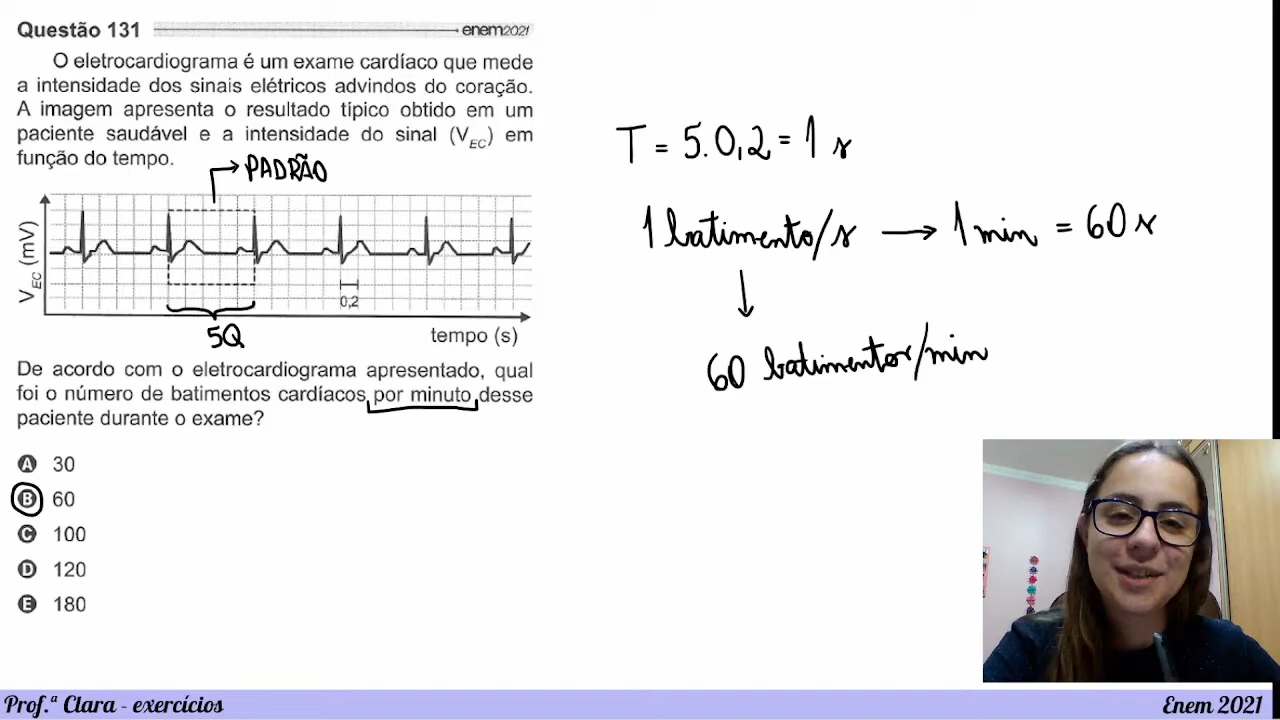 Questão 131
enem2021
O eletrocardiograma é um exame cardíaco que mede
a intensidade dos sinais elétricos advindos do coração.
A imagem apresenta o resultado típico obtido em um
paciente saudável e a intensidade do sinal (V_EC) em
função do tempo.
PADRÃO
V_EC (mV)
0,2
5Q
tempo (s)
De acordo com o eletrocardiograma apresentado, qual
foi o número de batimentos cardíacos por minuto desse
paciente durante o exame?
A 30
B 60
C 100
D 120
E 180
T = 5.0,2 = 1 s
1 batimento/s → 1 min = 60 s
↓
60 batimentos/min
Prof.ª Clara - exercícios
Enem 2021